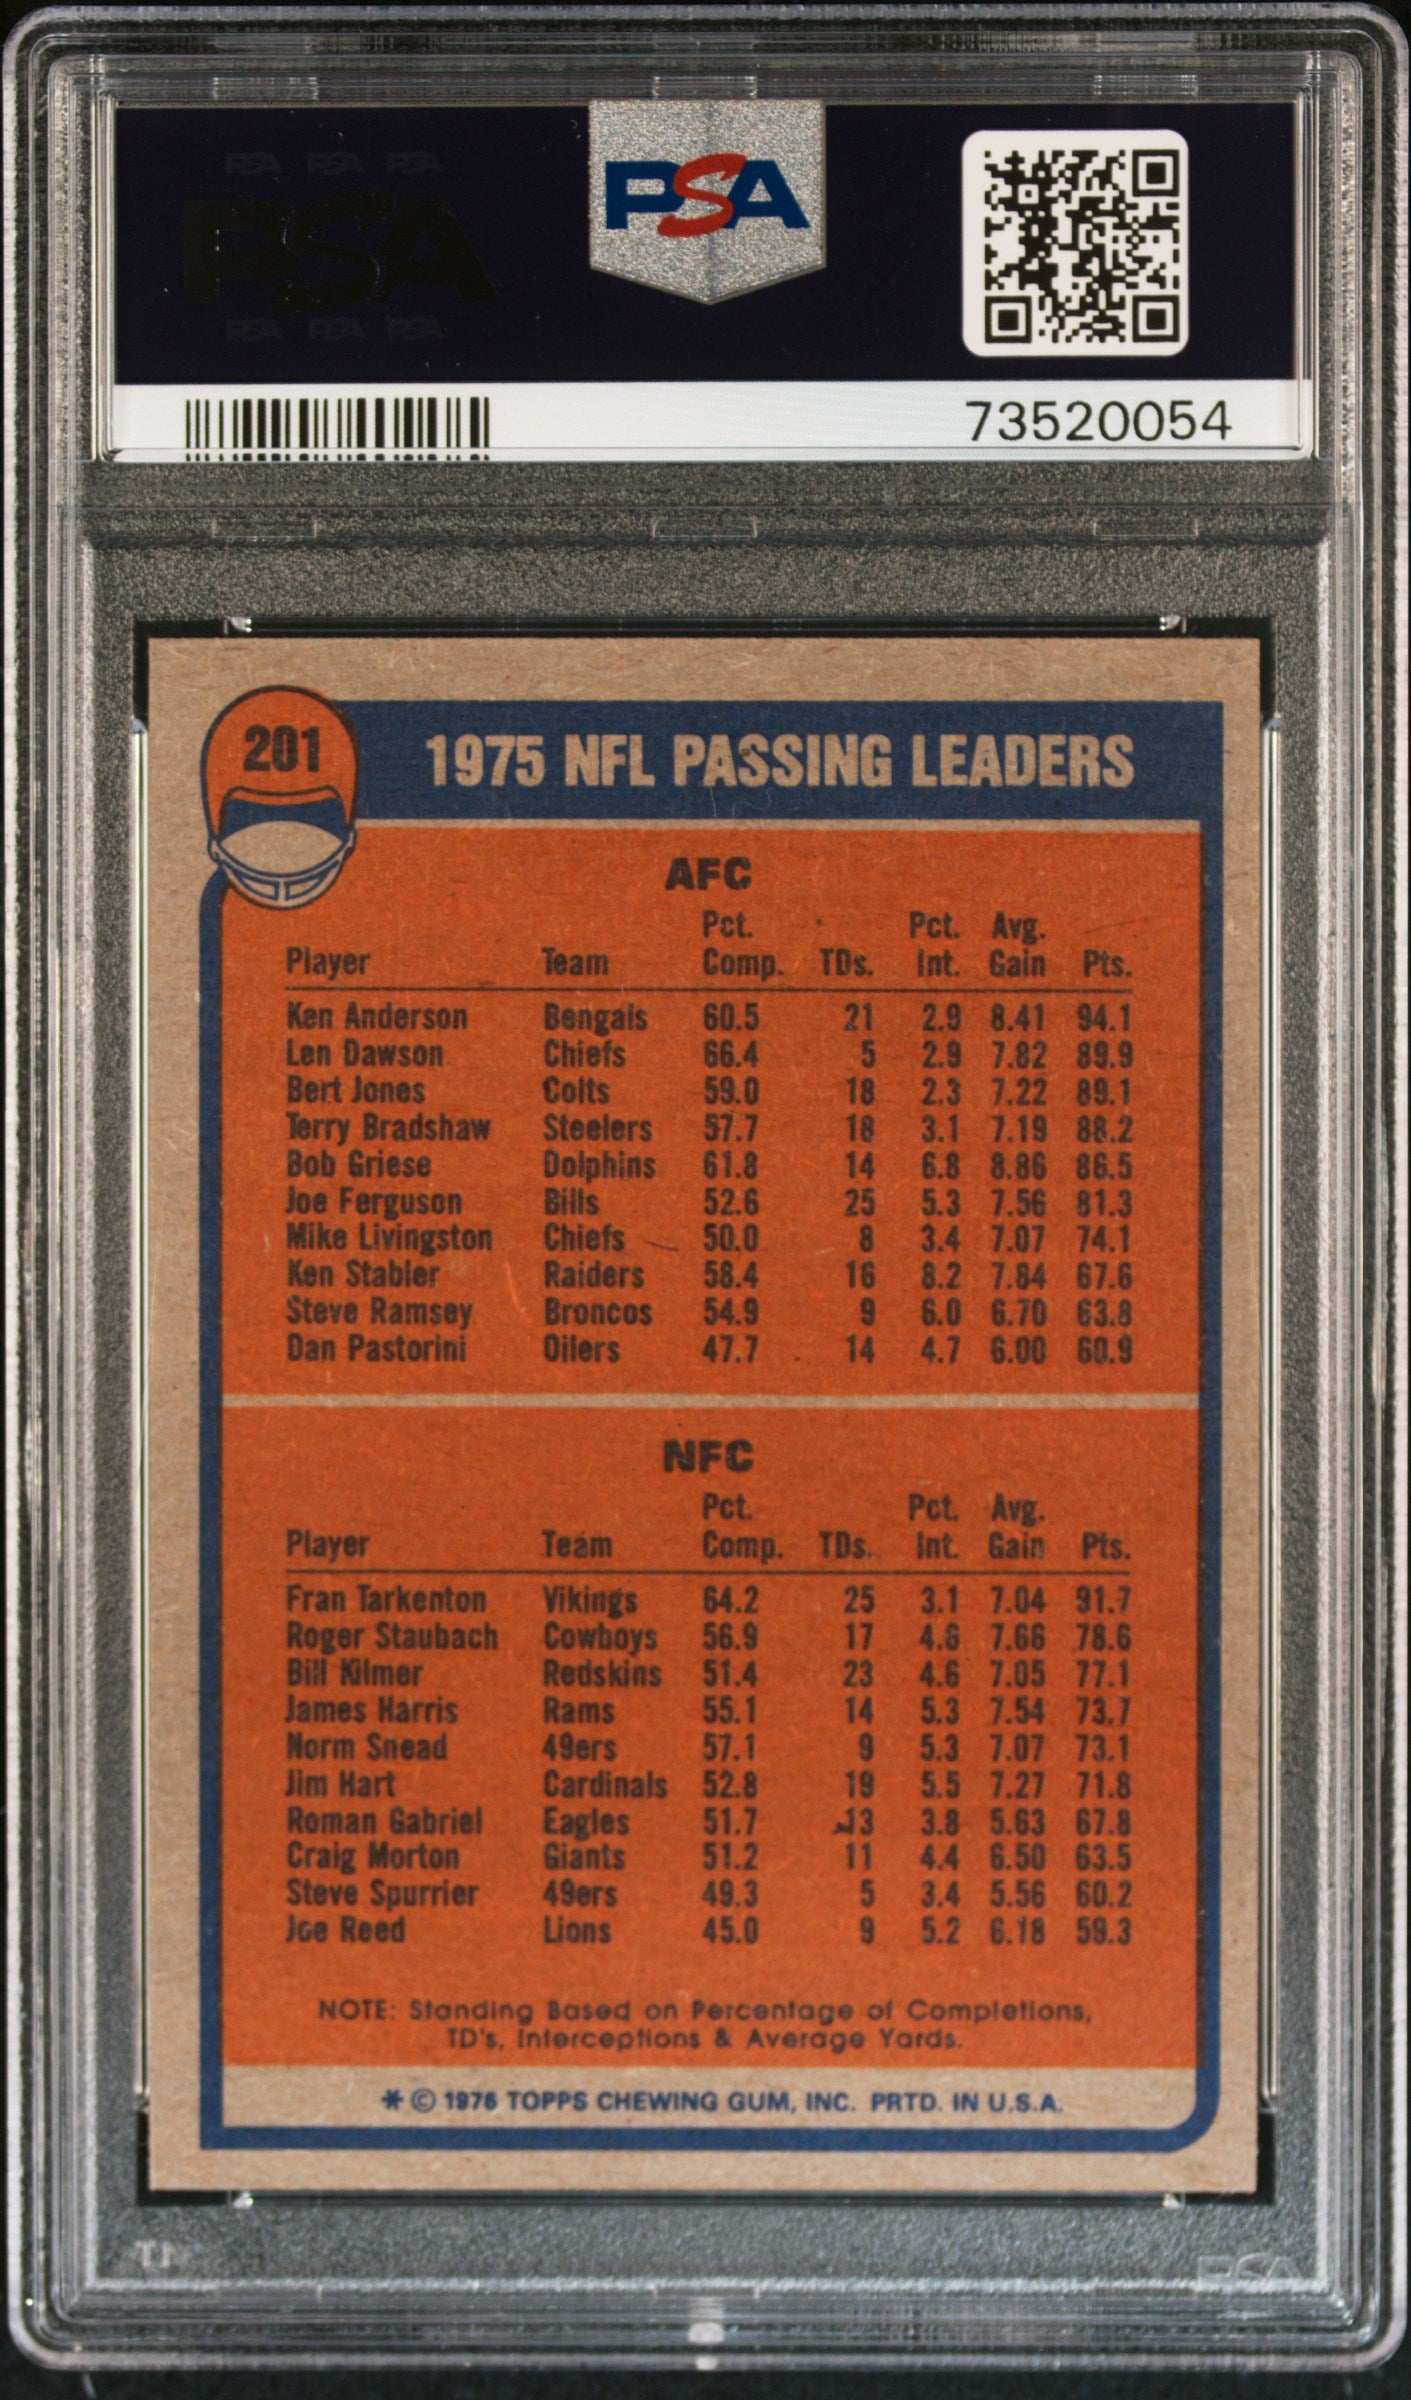 PSA
73520054
201
1975 NFL PASSING LEADERS
AFC
Pct. Pct. Avg.
Player Team Comp. TDs. Int. Gain Pts.
Ken Anderson Bengals 60.5 21 2.9 8.41 94.1
Len Dawson Chiefs 66.4 5 2.9 7.82 89.9
Bert Jones Colts 59.0 18 2.3 7.22 89.1
Terry Bradshaw Steelers 57.7 18 3.1 7.19 88.2
Bob Griese Dolphins 61.8 14 6.8 8.86 86.5
Joe Ferguson Bills 52.6 25 5.3 7.56 81.3
Mike Livingston Chiefs 50.0 8 3.4 7.07 74.1
Ken Stabler Raiders 58.4 16 8.2 7.84 67.6
Steve Ramsey Broncos 54.9 9 6.0 6.70 63.8
Dan Pastorini Oilers 47.7 14 4.7 6.00 60.9
NFC
Pct. Pct. Avg.
Player Team Comp. TDs. Int. Gain Pts.
Fran Tarkenton Vikings 64.2 25 3.1 7.04 91.7
Roger Staubach Cowboys 56.9 17 4.6 7.66 78.6
Bill Kilmer Redskins 51.4 23 4.6 7.05 77.1
James Harris Rams 55.1 14 5.3 7.54 73.7
Norm Snead 49ers 57.1 9 5.3 7.07 73.1
Jim Hart Cardinals 52.8 19 5.5 7.27 71.8
Roman Gabriel Eagles 51.7 13 3.8 5.63 67.8
Craig Morton Giants 51.2 11 4.4 6.50 63.5
Steve Spurrier 49ers 49.3 5 3.4 5.56 60.2
Joe Reed Lions 45.0 9 5.2 6.18 59.3
NOTE: Standing Based on Percentage of Completions,
TD's, Interceptions & Average Yards.
* © 1976 TOPPS CHEWING GUM, INC. PRTD. IN U.S.A.
PSA